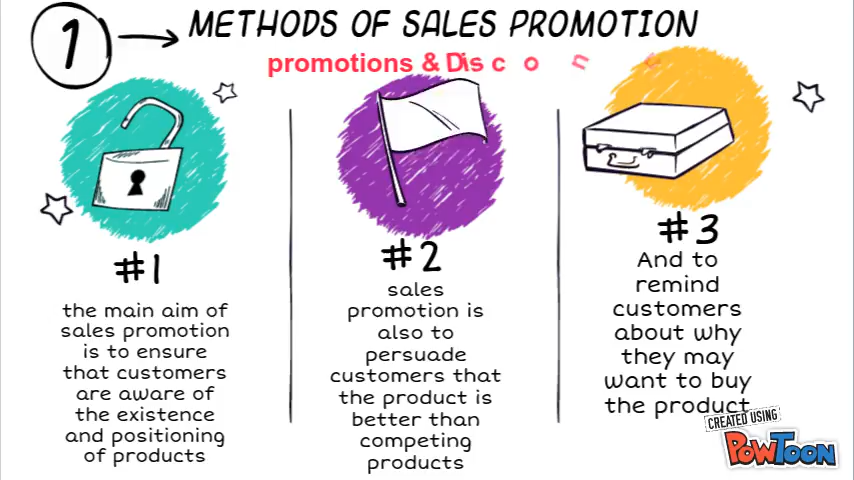 1
METHODS OF SALES PROMOTION
promotions & Discon
#1
the main aim of
sales promotion
is to ensure
that customers
are aware of
the existence
and positioning
of products
#2
sales
promotion is
also to
persuade
customers that
the product is
better than
competing
products
#3
And to
remind
customers
about why
they may
want to buy
the product
CREATED USING
POWTOON